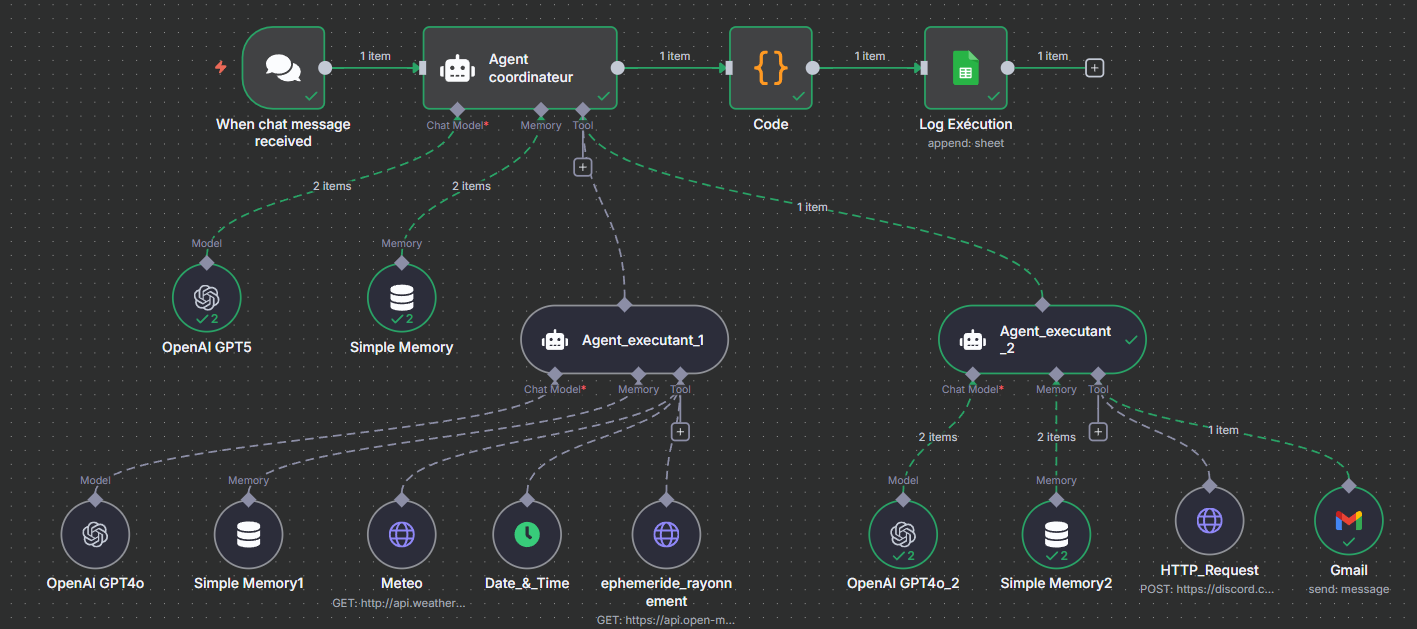 1 item
1 item
1 item
1 item
Agent
coordinateur
When chat message
received
Chat Model*
Memory
Tool
Code
Log Exécution
append: sheet
+
+
2 items
2 items
1 item
Model
Memory
2
2
OpenAI GPT5
Simple Memory
Agent_executant_1
Agent_executant
_2
Chat Model*
Memory
Tool
Chat Model*
Memory
Tool
+
+
2 items
2 items
1 item
Model
Memory
Model
Memory
2
2
OpenAI GPT4o
Simple Memory1
Meteo
GET: http://api.weather...
Date_&_Time
ephemeride_rayonn
ement
GET: https://api.open-m...
OpenAI GPT4o_2
Simple Memory2
HTTP_Request
POST: https://discord.c...
Gmail
send: message